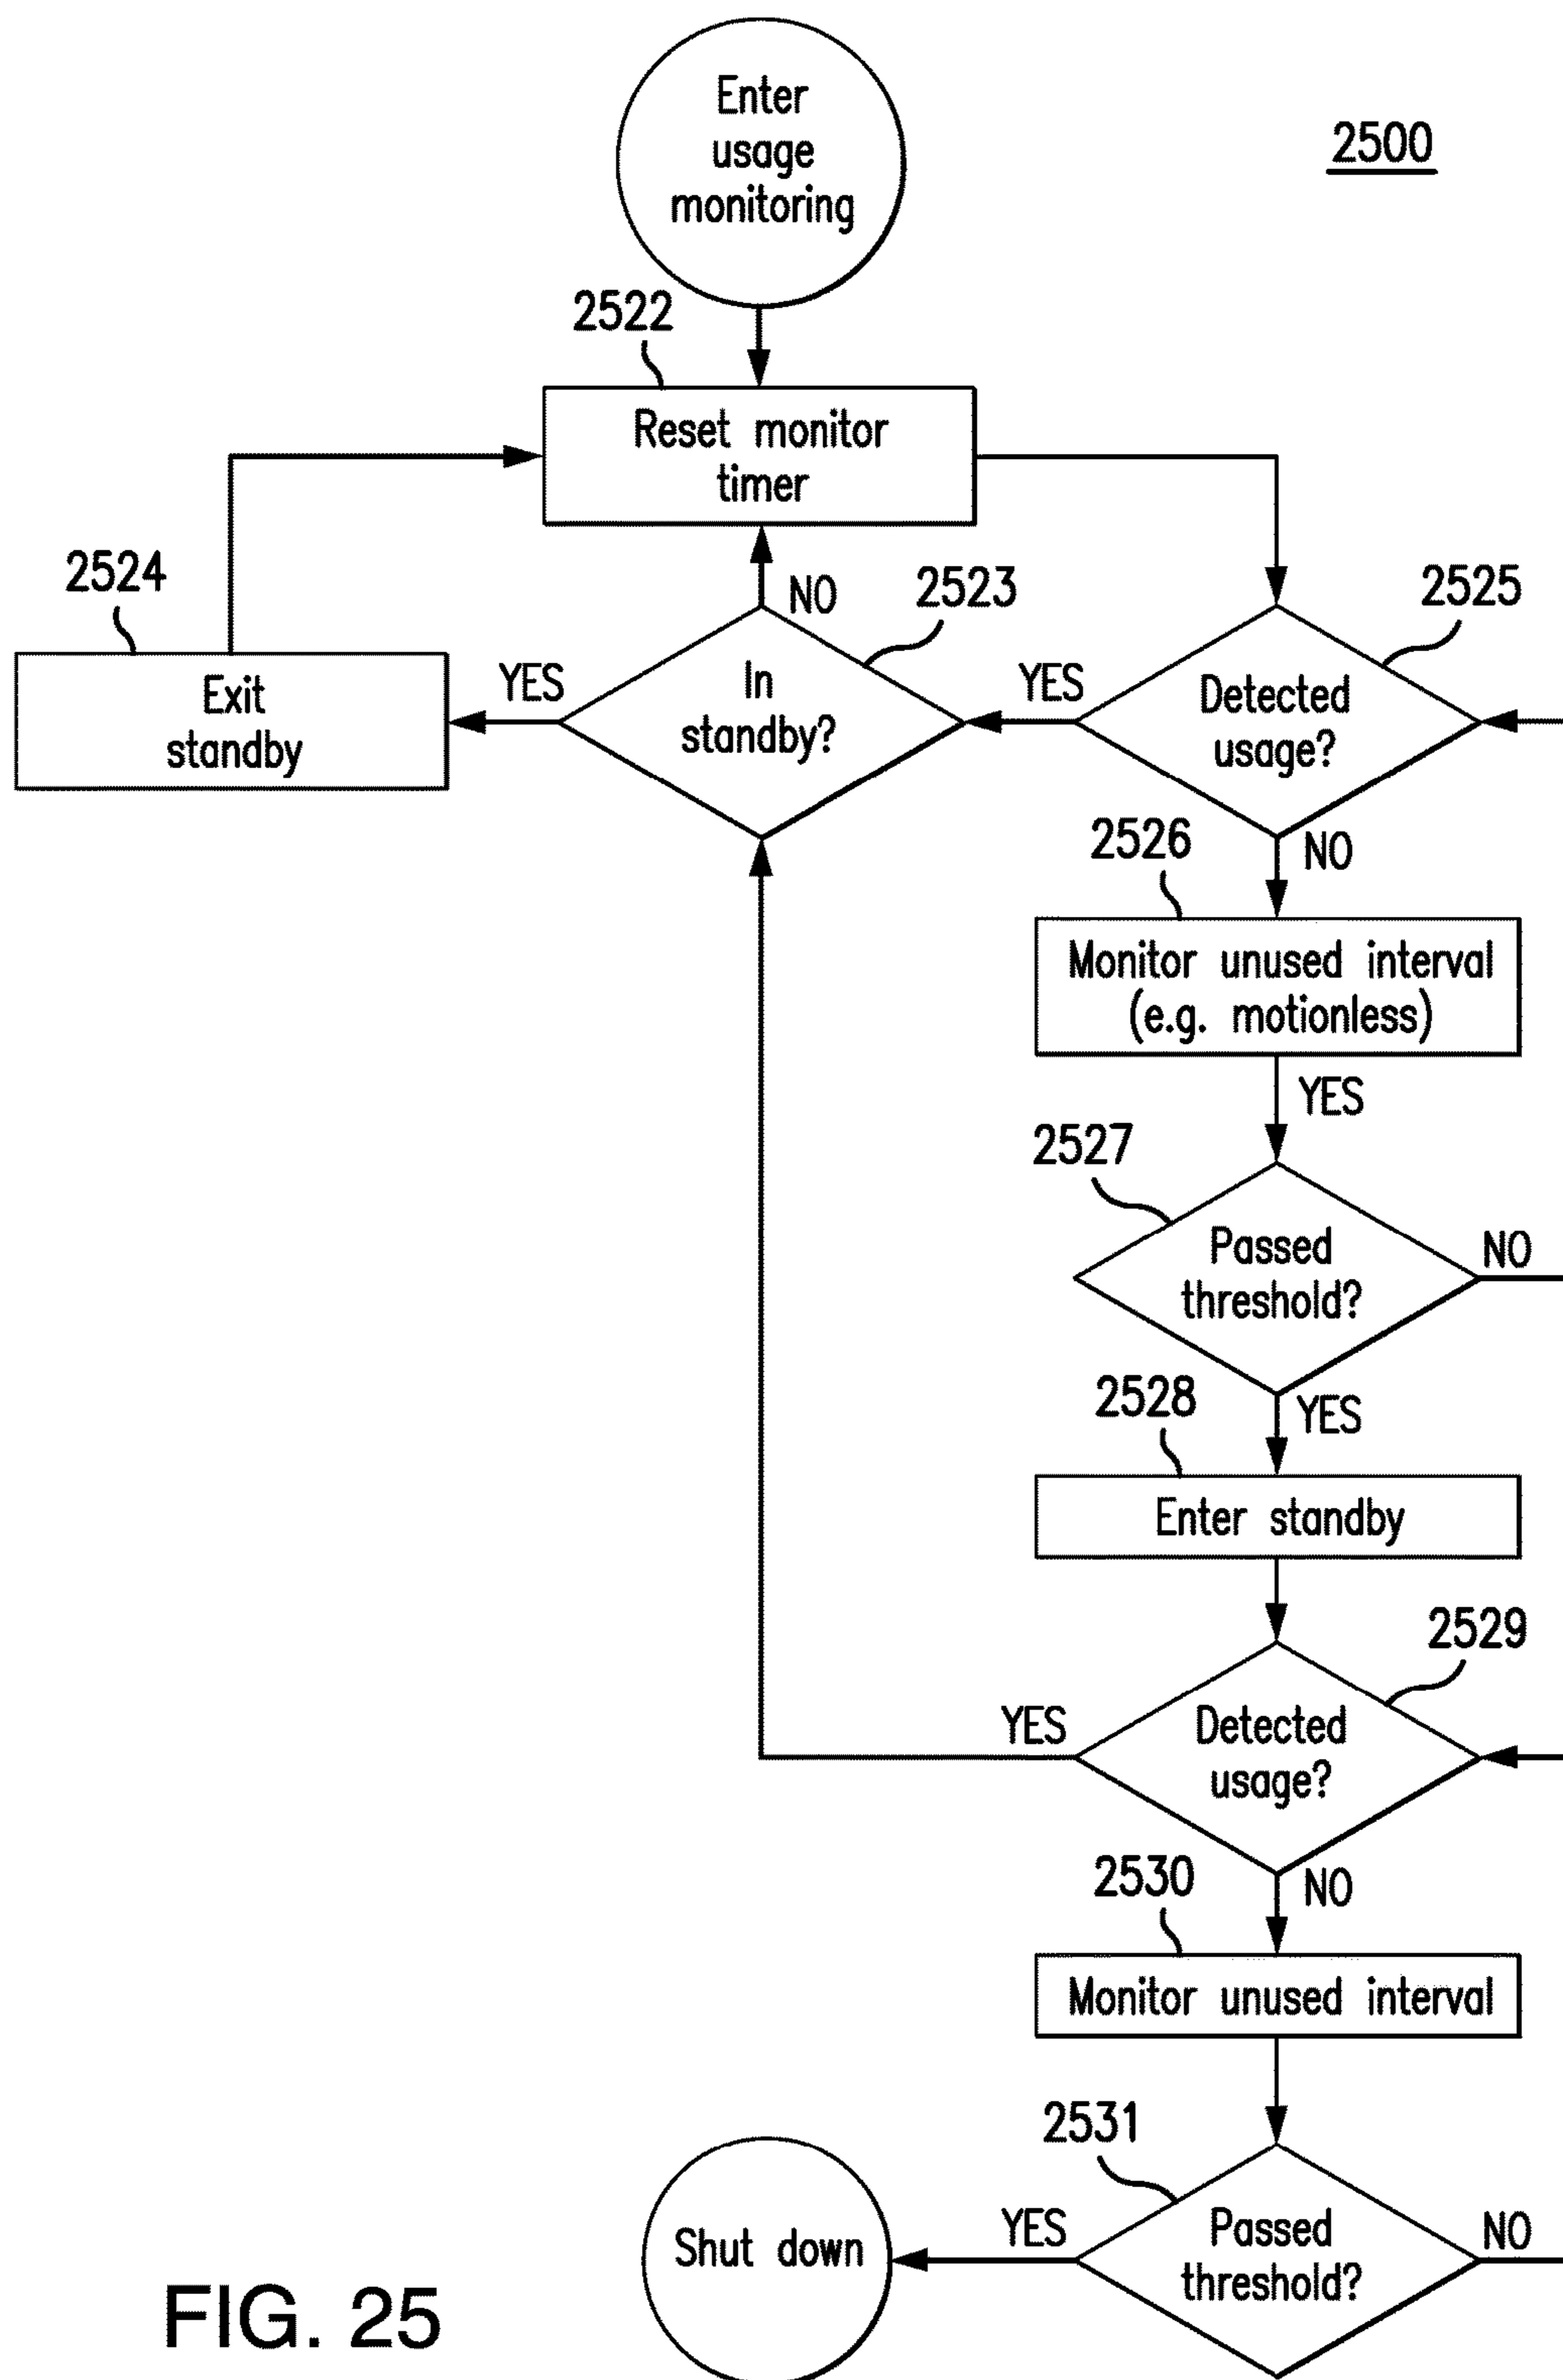 Enter
usage
monitoring
2500
2522
Reset monitor
timer
2524
NO
2523
2525
Exit
standby
YES
In
standby?
YES
Detected
usage?
2526
NO
Monitor unused interval
(e.g. motionless)
YES
2527
Passed
threshold?
NO
2528
YES
Enter standby
2529
YES
Detected
usage?
2530
NO
Monitor unused interval
2531
Shut down
YES
Passed
threshold?
NO
FIG. 25